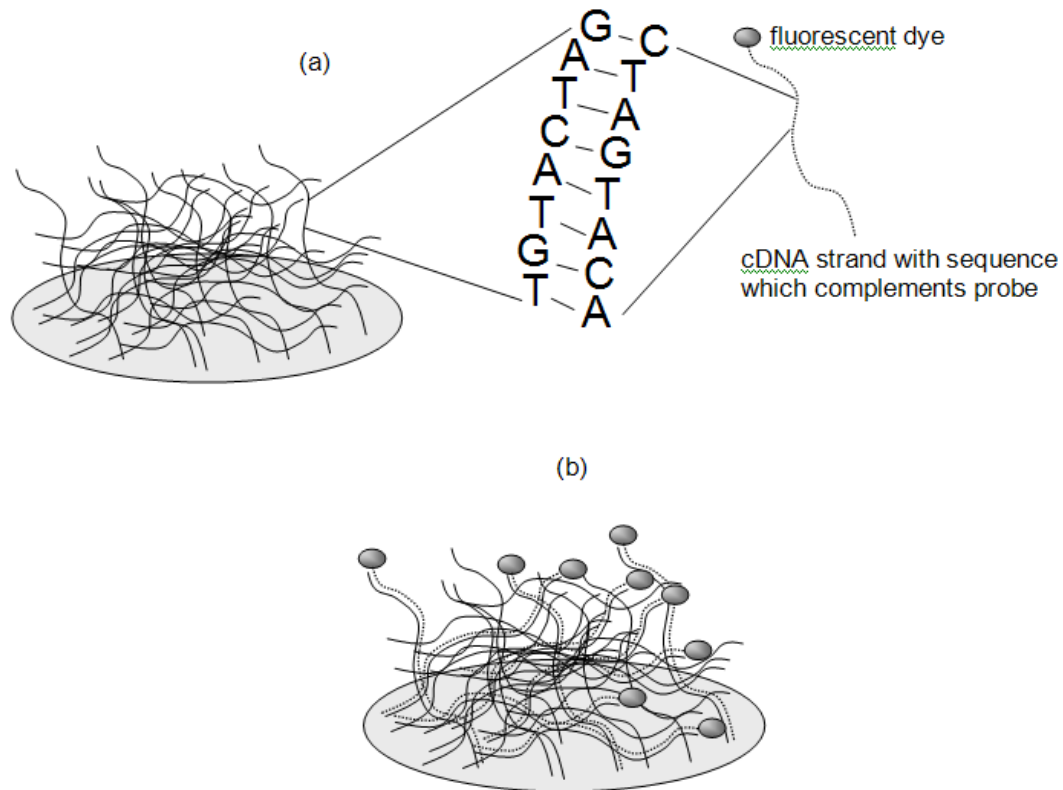 (a)
G C
A T
T A
C G
A T
T A
G C
T A
fluorescent dye
cDNA strand with sequence
which complements probe
(b)